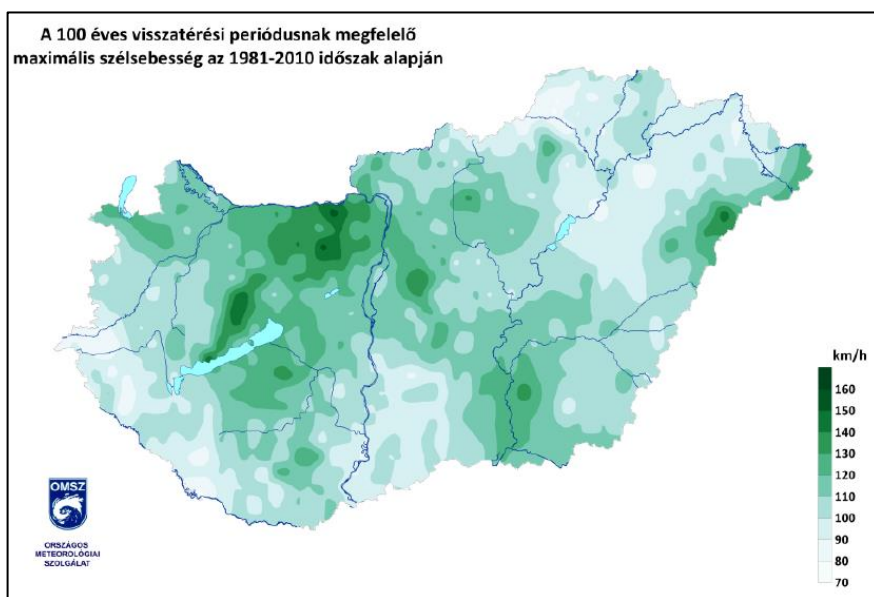 A 100 éves visszatérési periódusnak megfelelő
maximális szélsebesség az 1981-2010 időszak alapján
km/h
160
150
140
130
120
110
100
90
80
70
OMSZ
ORSZÁGOS
METEOROLÓGIAI
SZOLGÁLAT